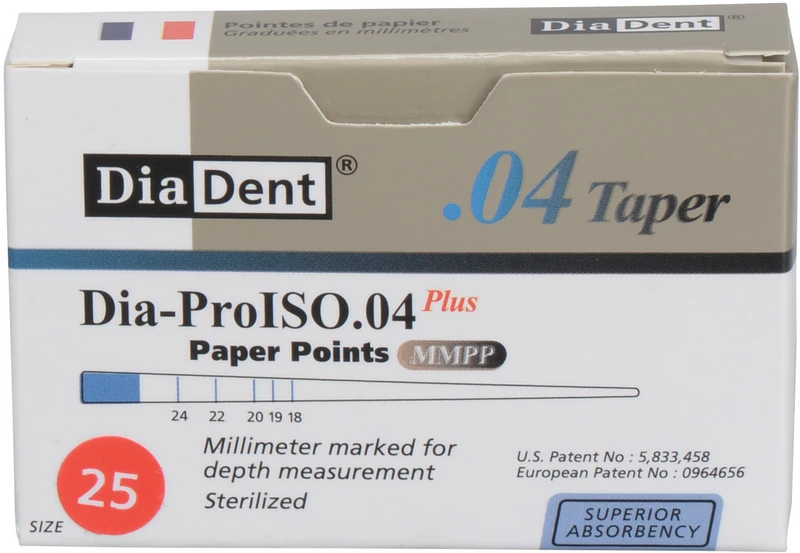 Pointes de papier
Graduées en millimètres
DiaDent®
DiaDent®
.04 Taper
Dia-ProISO.04 Plus
Paper Points MMPP
24 22 20 19 18
Millimeter marked for
depth measurement
Sterilized
25
SIZE
U.S. Patent No : 5,833,458
European Patent No : 0964656
SUPERIOR
ABSORBENCY